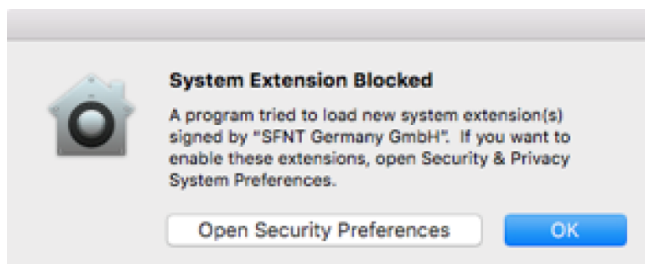 System Extension Blocked
A program tried to load new system extension(s)
signed by “SFNT Germany GmbH”.  If you want to
enable these extensions, open Security & Privacy
System Preferences.
Open Security Preferences
OK